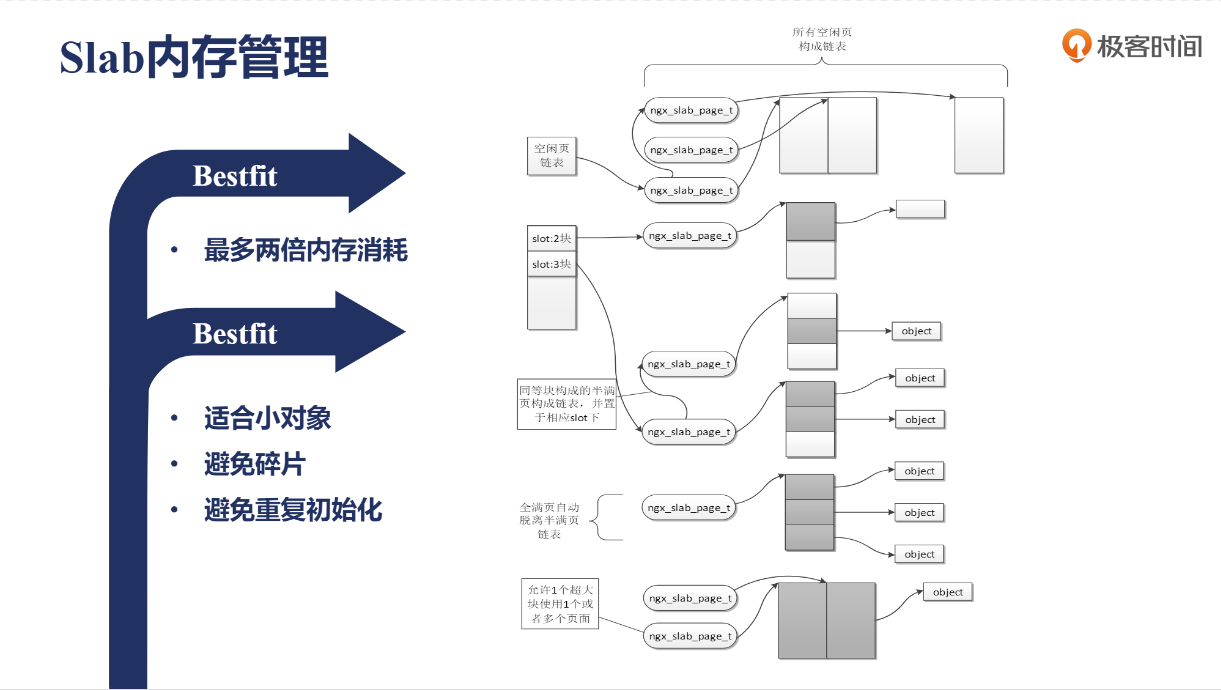 Slab内存管理
极客时间
Bestfit
• 最多两倍内存消耗
Bestfit
• 适合小对象
• 避免碎片
• 避免重复初始化
所有空闲页
构成链表
ngx_slab_page_t
空闲页
链表
ngx_slab_page_t
ngx_slab_page_t
slot:2块
ngx_slab_page_t
slot:3块
object
ngx_slab_page_t
object
同等块构成的半满
页构成链表，并置
于相应slot下
object
ngx_slab_page_t
object
全满页自动
脱离半满页
链表
ngx_slab_page_t
object
object
允许1个超大
块使用1个或
者多个页面
ngx_slab_page_t
object
ngx_slab_page_t